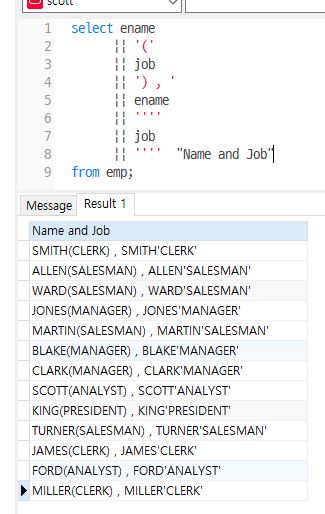 scott
1 select ename
2 || '('
3 || job
4 || ') , '
5 || ename
6 || ''''
7 || job
8 || '''' "Name and Job"
9 from emp;
Message Result 1
Name and Job
SMITH(CLERK) , SMITH'CLERK'
ALLEN(SALESMAN) , ALLEN'SALESMAN'
WARD(SALESMAN) , WARD'SALESMAN'
JONES(MANAGER) , JONES'MANAGER'
MARTIN(SALESMAN) , MARTIN'SALESMAN'
BLAKE(MANAGER) , BLAKE'MANAGER'
CLARK(MANAGER) , CLARK'MANAGER'
SCOTT(ANALYST) , SCOTT'ANALYST'
KING(PRESIDENT) , KING'PRESIDENT'
TURNER(SALESMAN) , TURNER'SALESMAN'
JAMES(CLERK) , JAMES'CLERK'
FORD(ANALYST) , FORD'ANALYST'
MILLER(CLERK) , MILLER'CLERK'